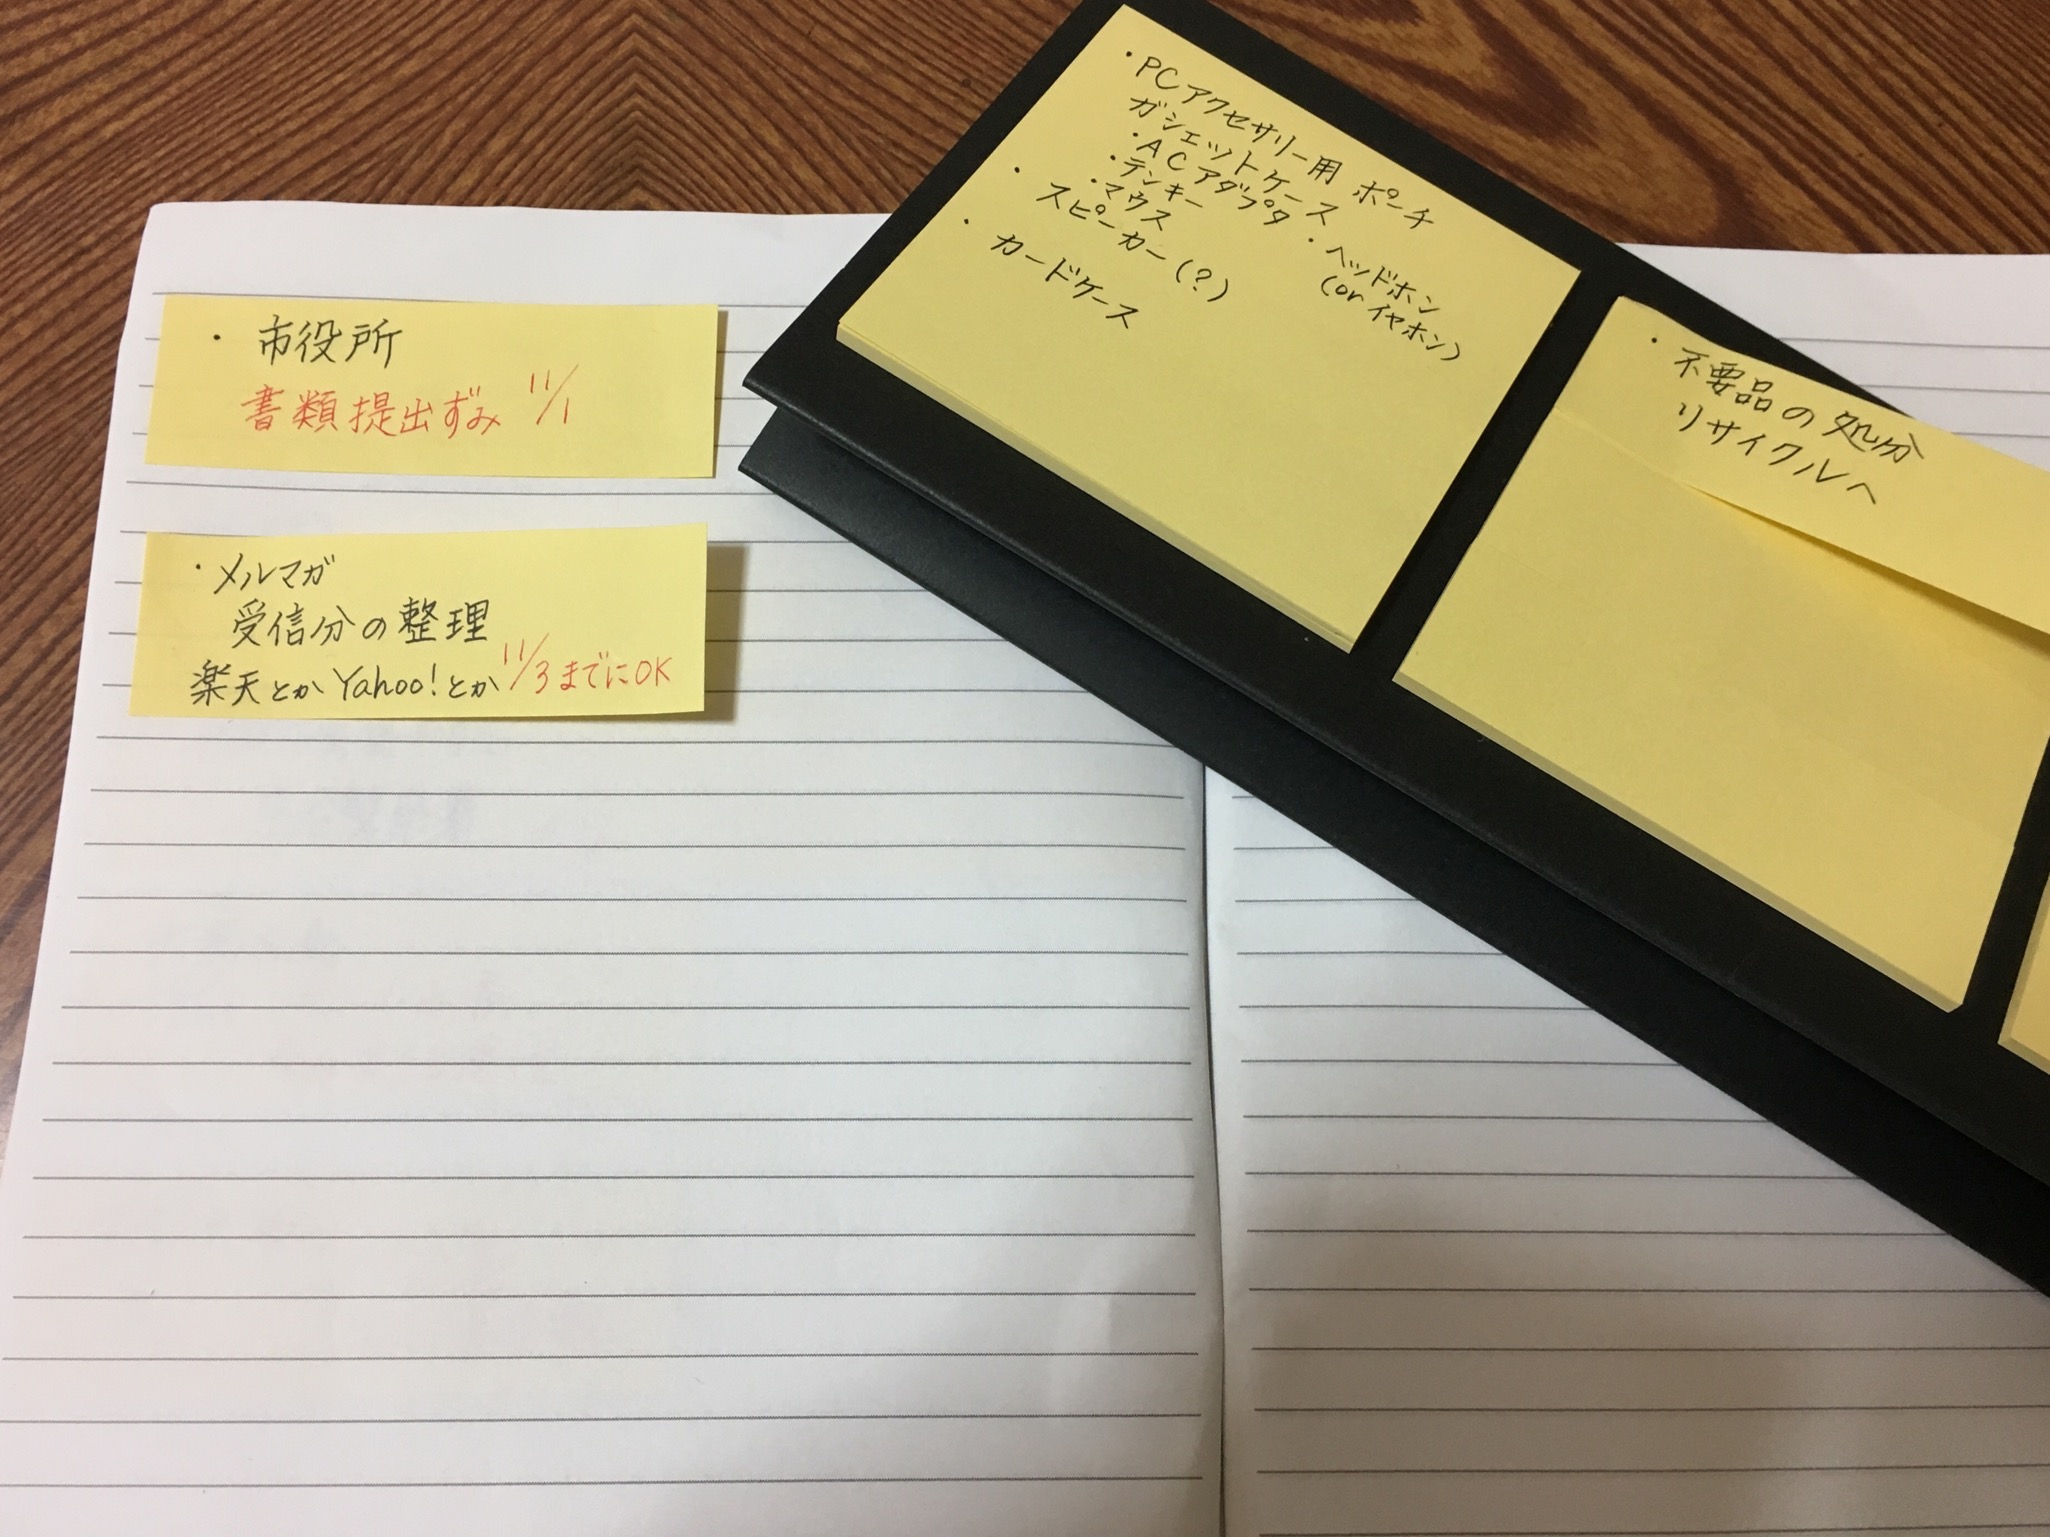 ・市役所
書類提出ずみ 11/1
・メルマガ
受信分の整理
楽天とかYahoo!とか 11/3までにOK
・PCアクセサリー用 ポーチ
ガジェットケース
・ACアダプタ
・テンキー
・マウス
・ヘッドホン
(or イヤホン)
・スピーカー(?)
・カードケース
・不要品の処分
リサイクルへ